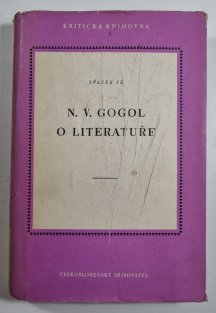 KRITICKÁ KNIHOVNA
SVAZEK IX.
N. V. GOGOL
O LITERATUŘE
ČESKOSLOVENSKÝ SPISOVATEL